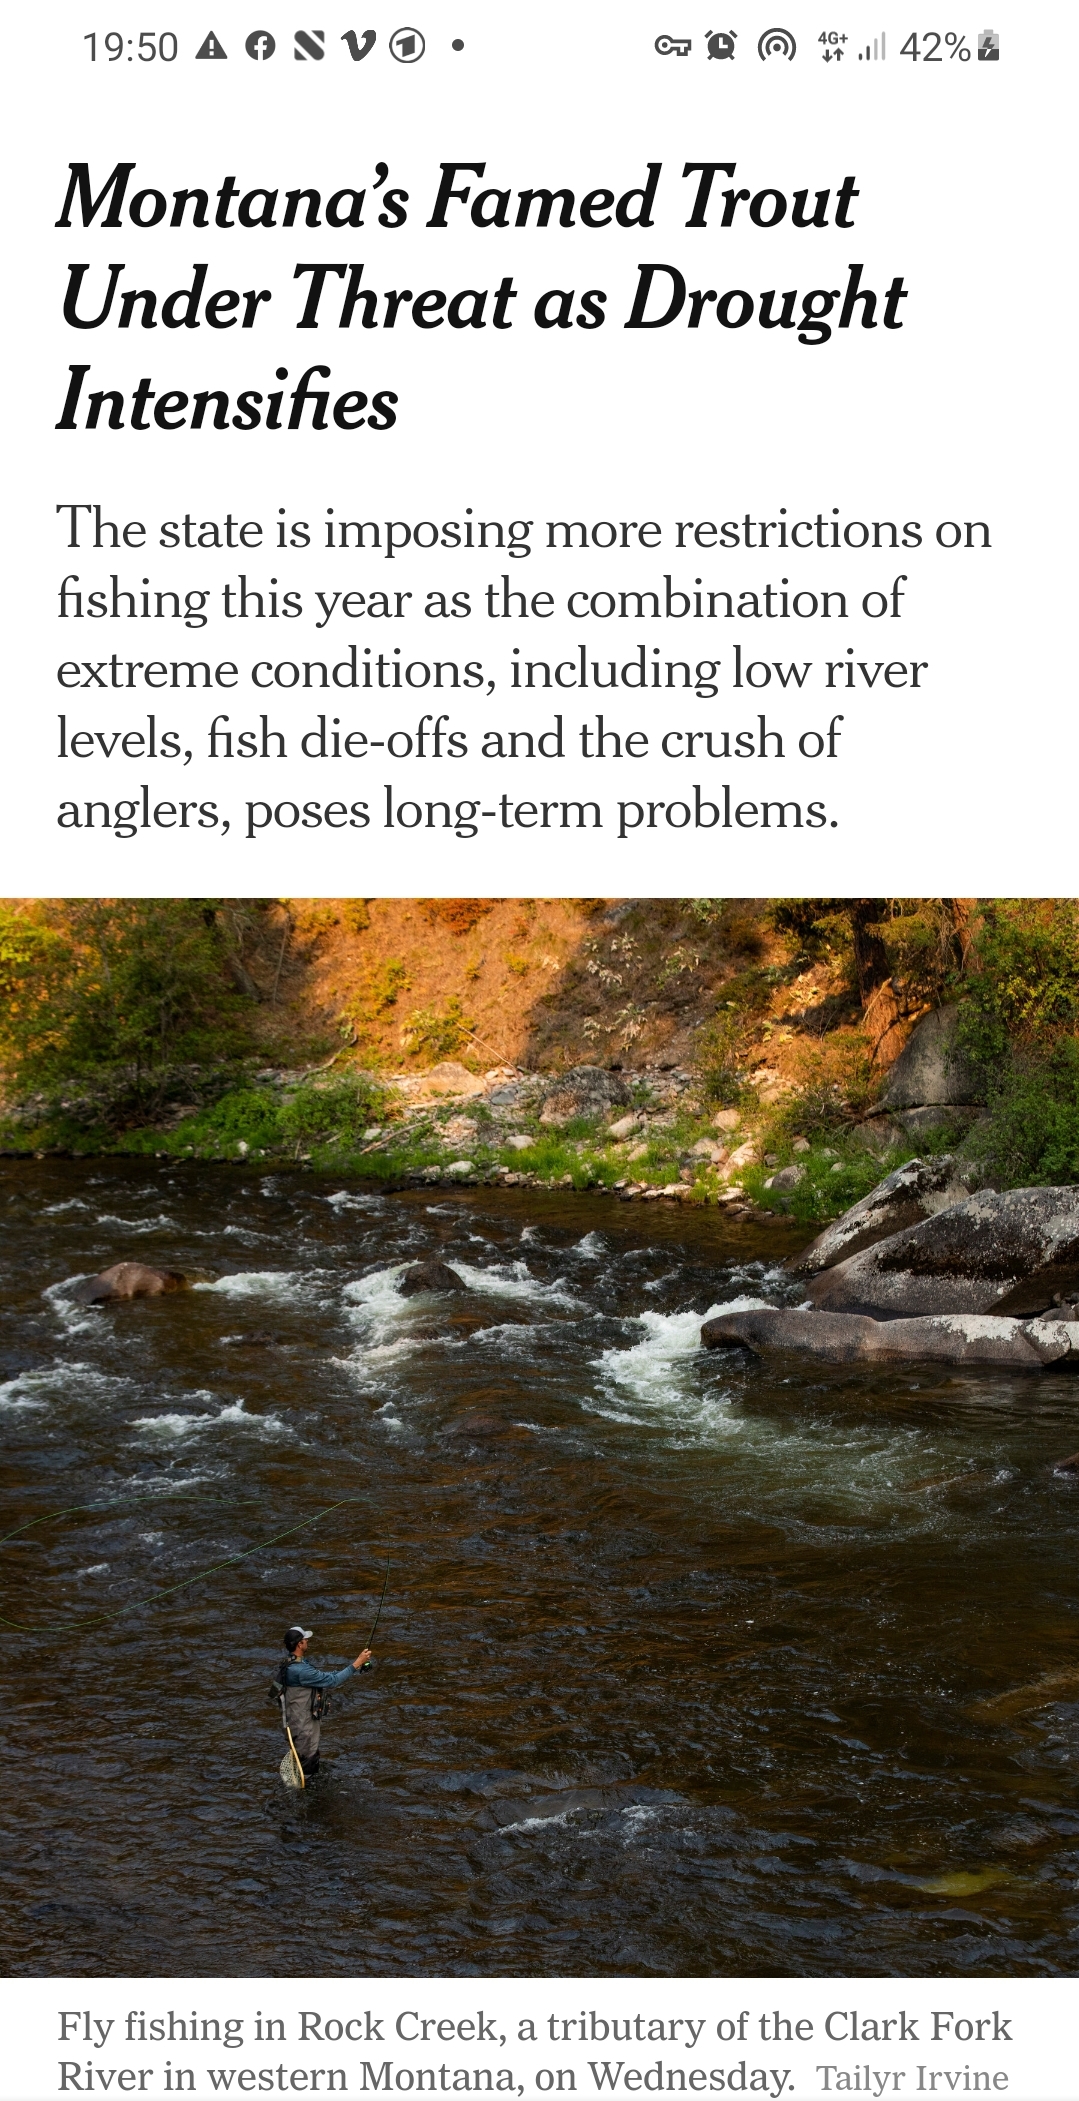 19:50
4G+
42%
Montana’s Famed Trout
Under Threat as Drought
Intensifies
The state is imposing more restrictions on
fishing this year as the combination of
extreme conditions, including low river
levels, fish die-offs and the crush of
anglers, poses long-term problems.
Fly fishing in Rock Creek, a tributary of the Clark Fork
River in western Montana, on Wednesday. Tailyr Irvine